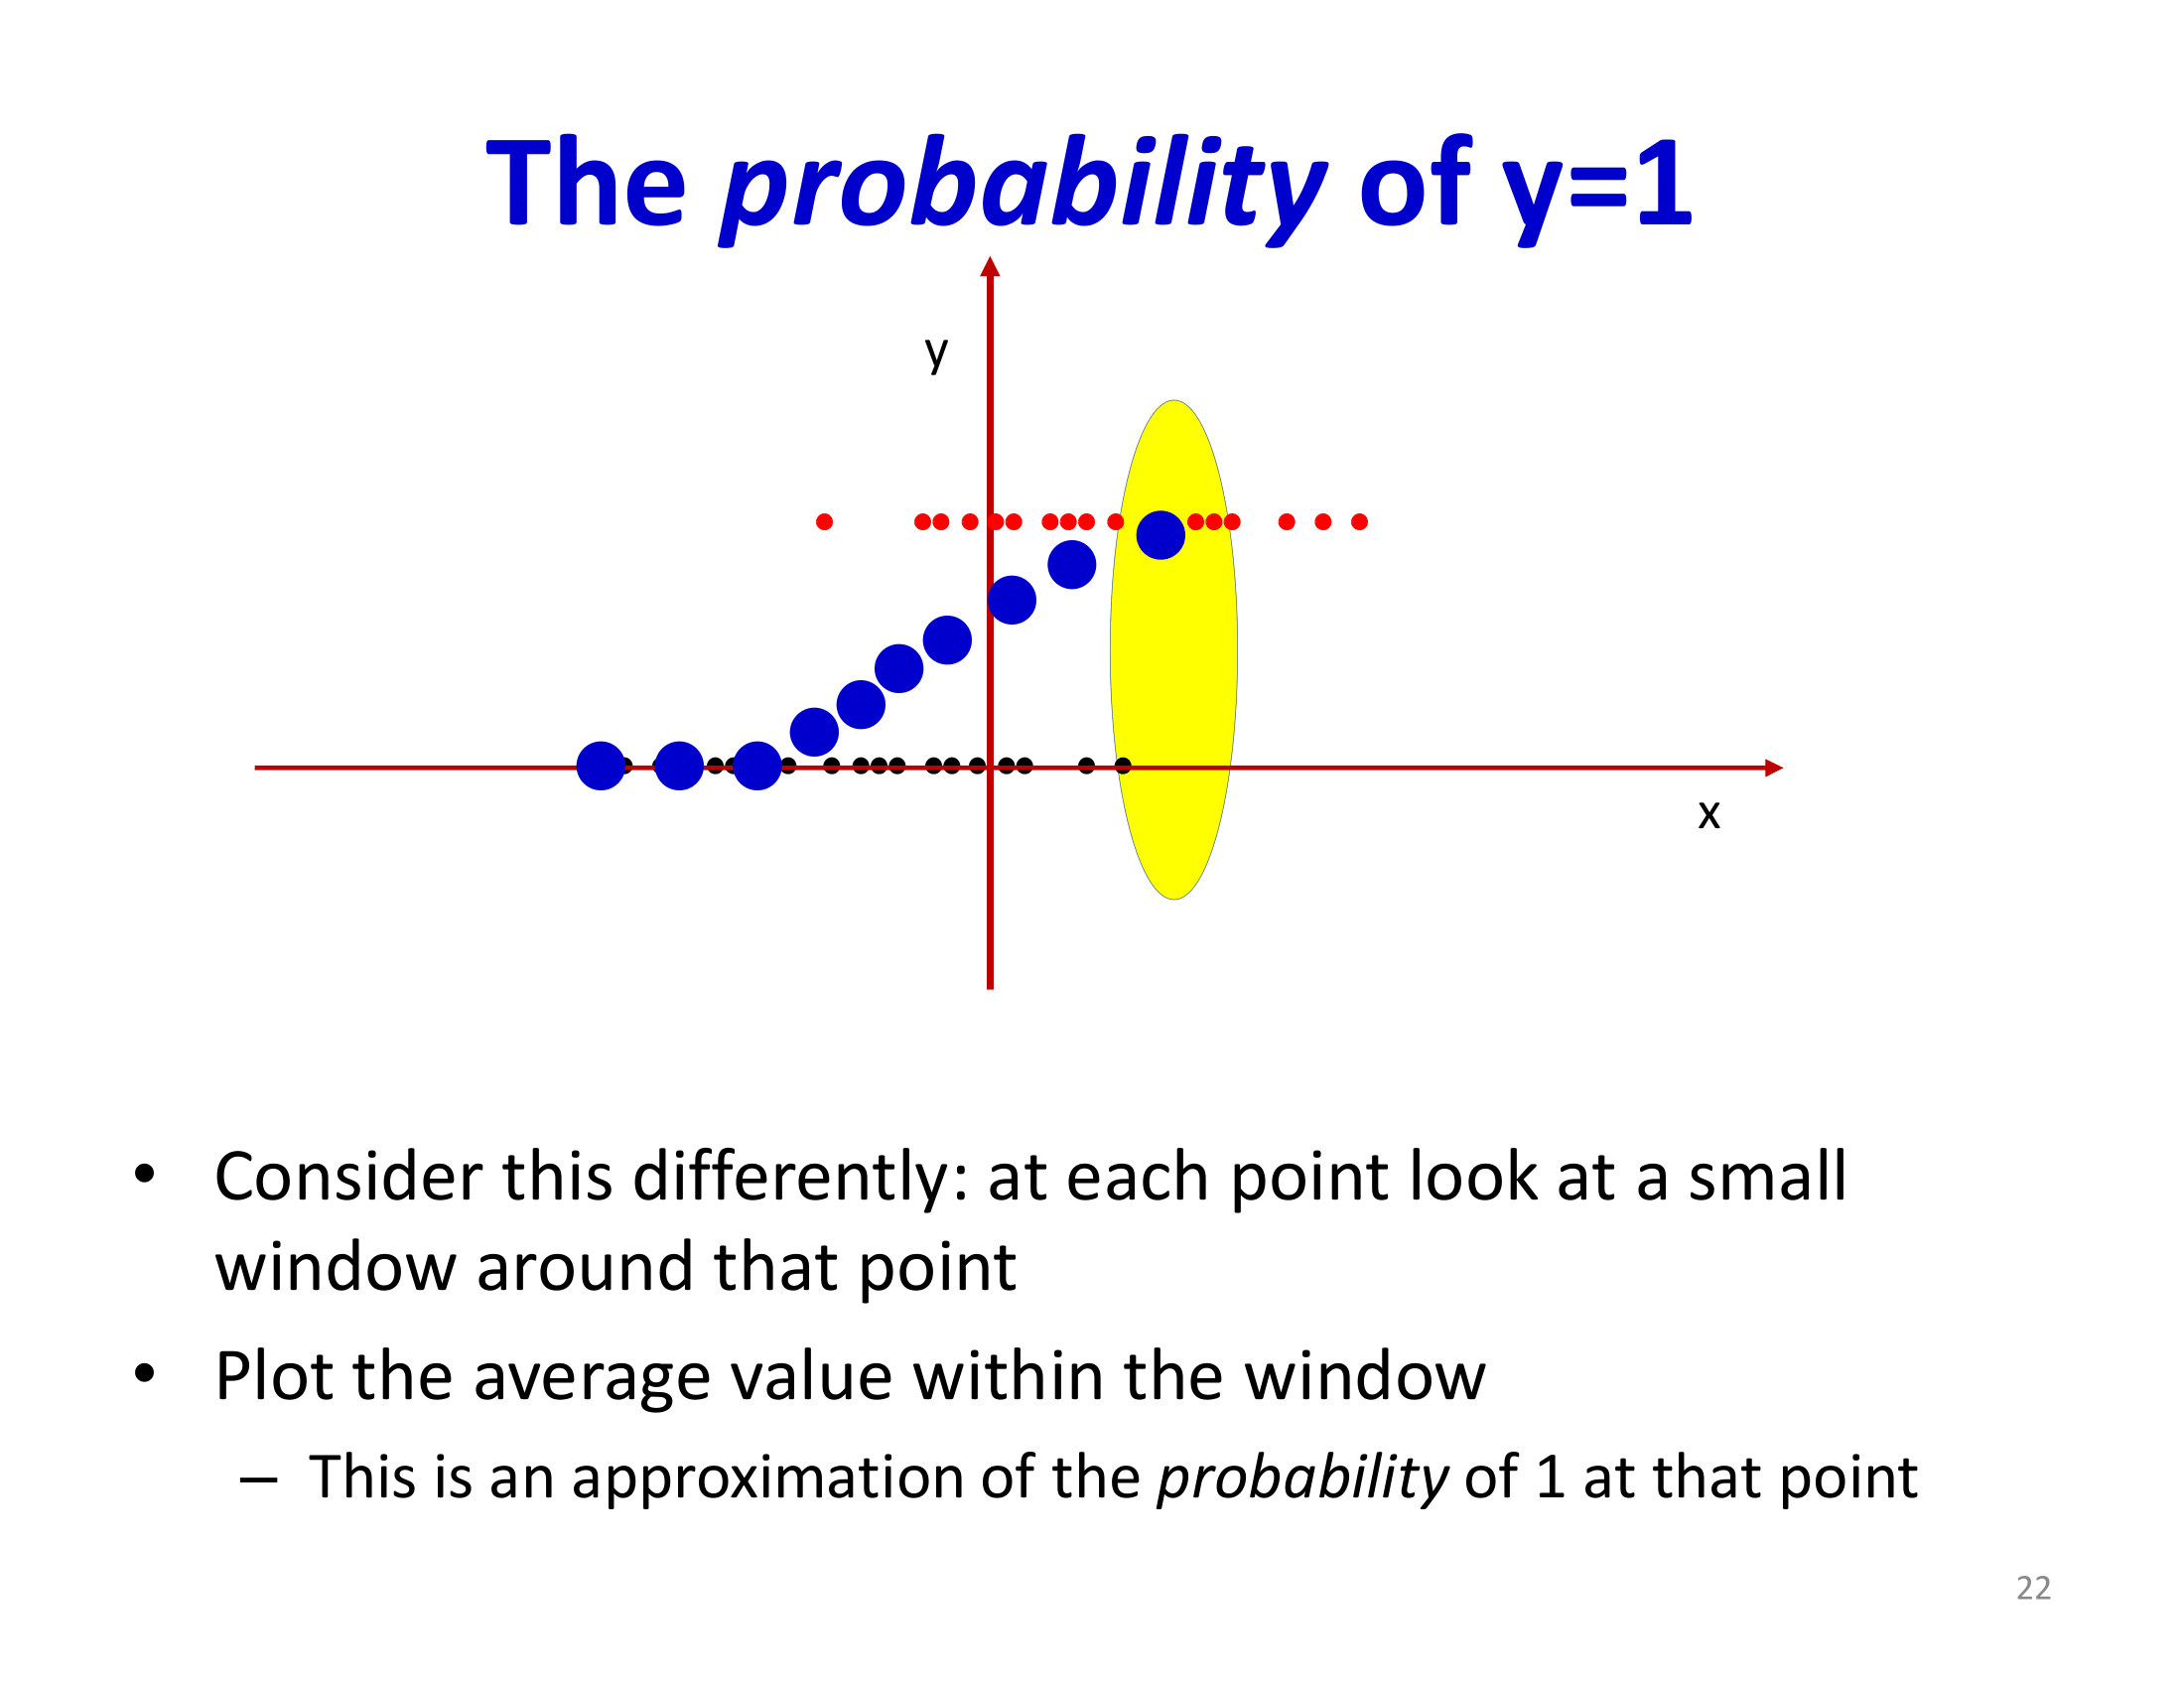 The probability of y=1
y
x
• Consider this differently: at each point look at a small
window around that point
• Plot the average value within the window
– This is an approximation of the probability of 1 at that point
22